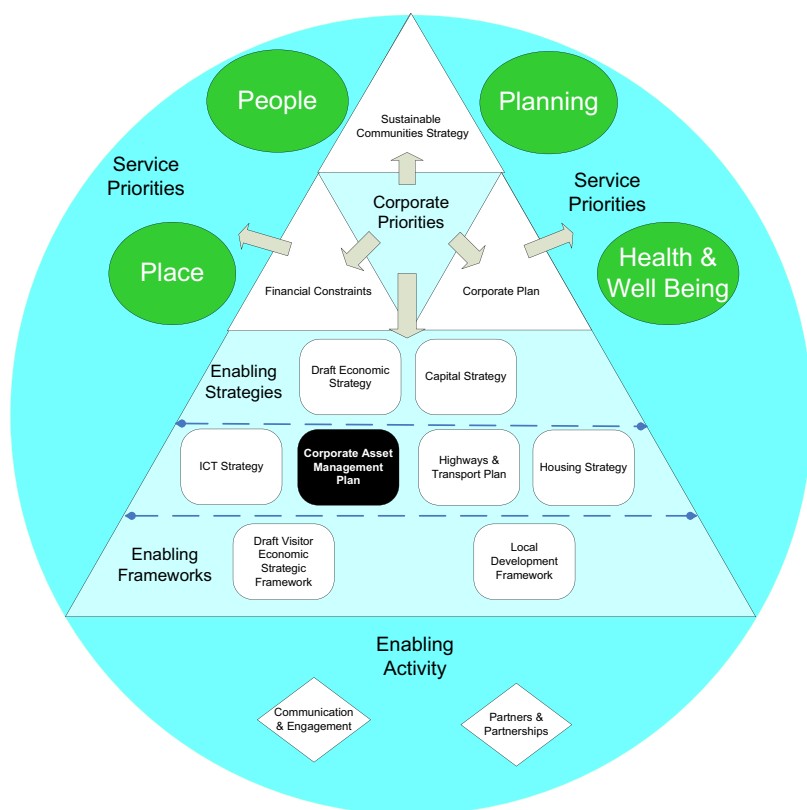 People
Planning
Sustainable
Communities Strategy
Service
Priorities
Corporate
Priorities
Service
Priorities
Place
Health &
Well Being
Financial Constraints
Corporate Plan
Enabling
Strategies
Draft Economic
Strategy
Capital Strategy
ICT Strategy
Corporate Asset
Management
Plan
Highways &
Transport Plan
Housing Strategy
Enabling
Frameworks
Draft Visitor
Economic
Strategic
Framework
Local
Development
Framework
Enabling
Activity
Communication
& Engagement
Partners &
Partnerships